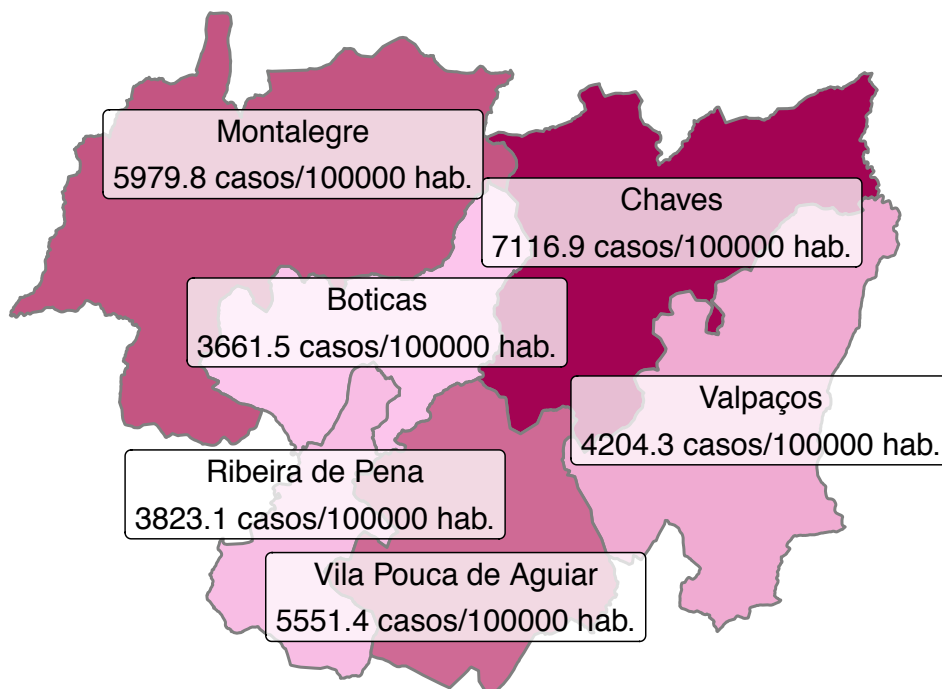 Montalegre
5979.8 casos/100000 hab.
Chaves
7116.9 casos/100000 hab.
Boticas
3661.5 casos/100000 hab.
Valpaços
4204.3 casos/100000 hab.
Ribeira de Pena
3823.1 casos/100000 hab.
Vila Pouca de Aguiar
5551.4 casos/100000 hab.